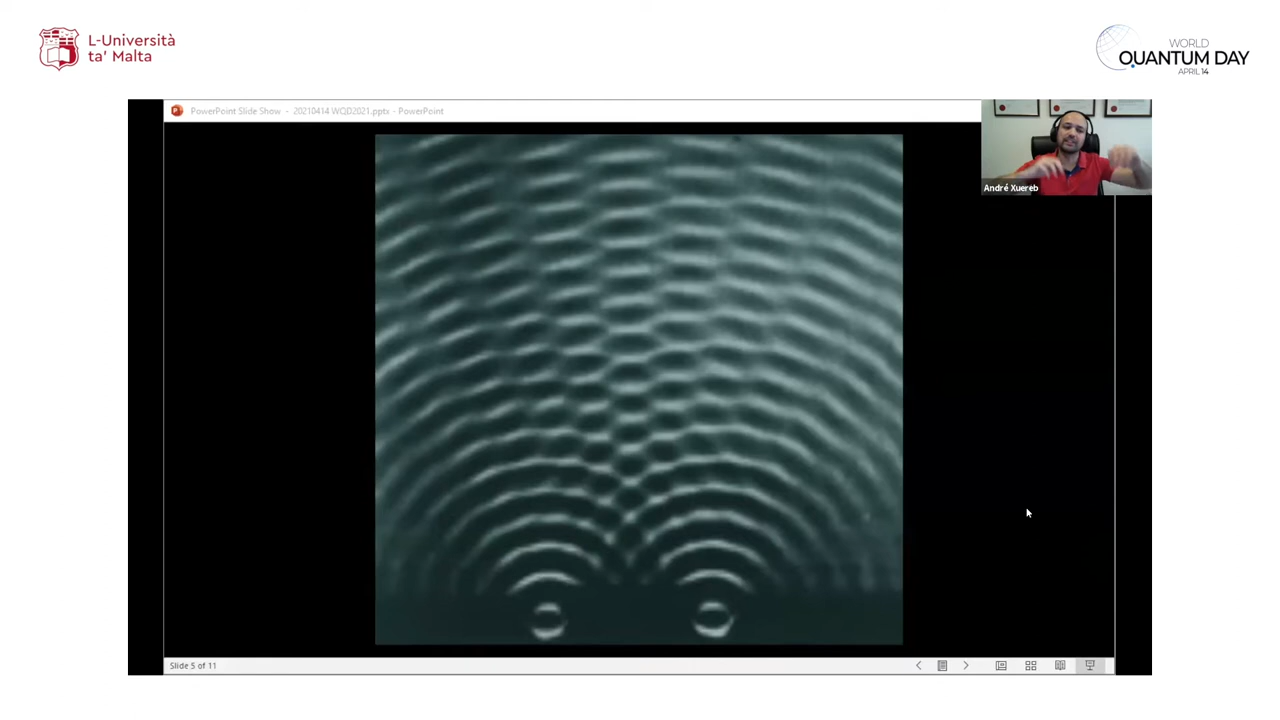 L-Università
ta' Malta
WORLD
QUANTUM DAY
APRIL 14
PowerPoint Slide Show - 20210414 WQD2021.pptx - PowerPoint
André Xuereb
Slide 5 of 11